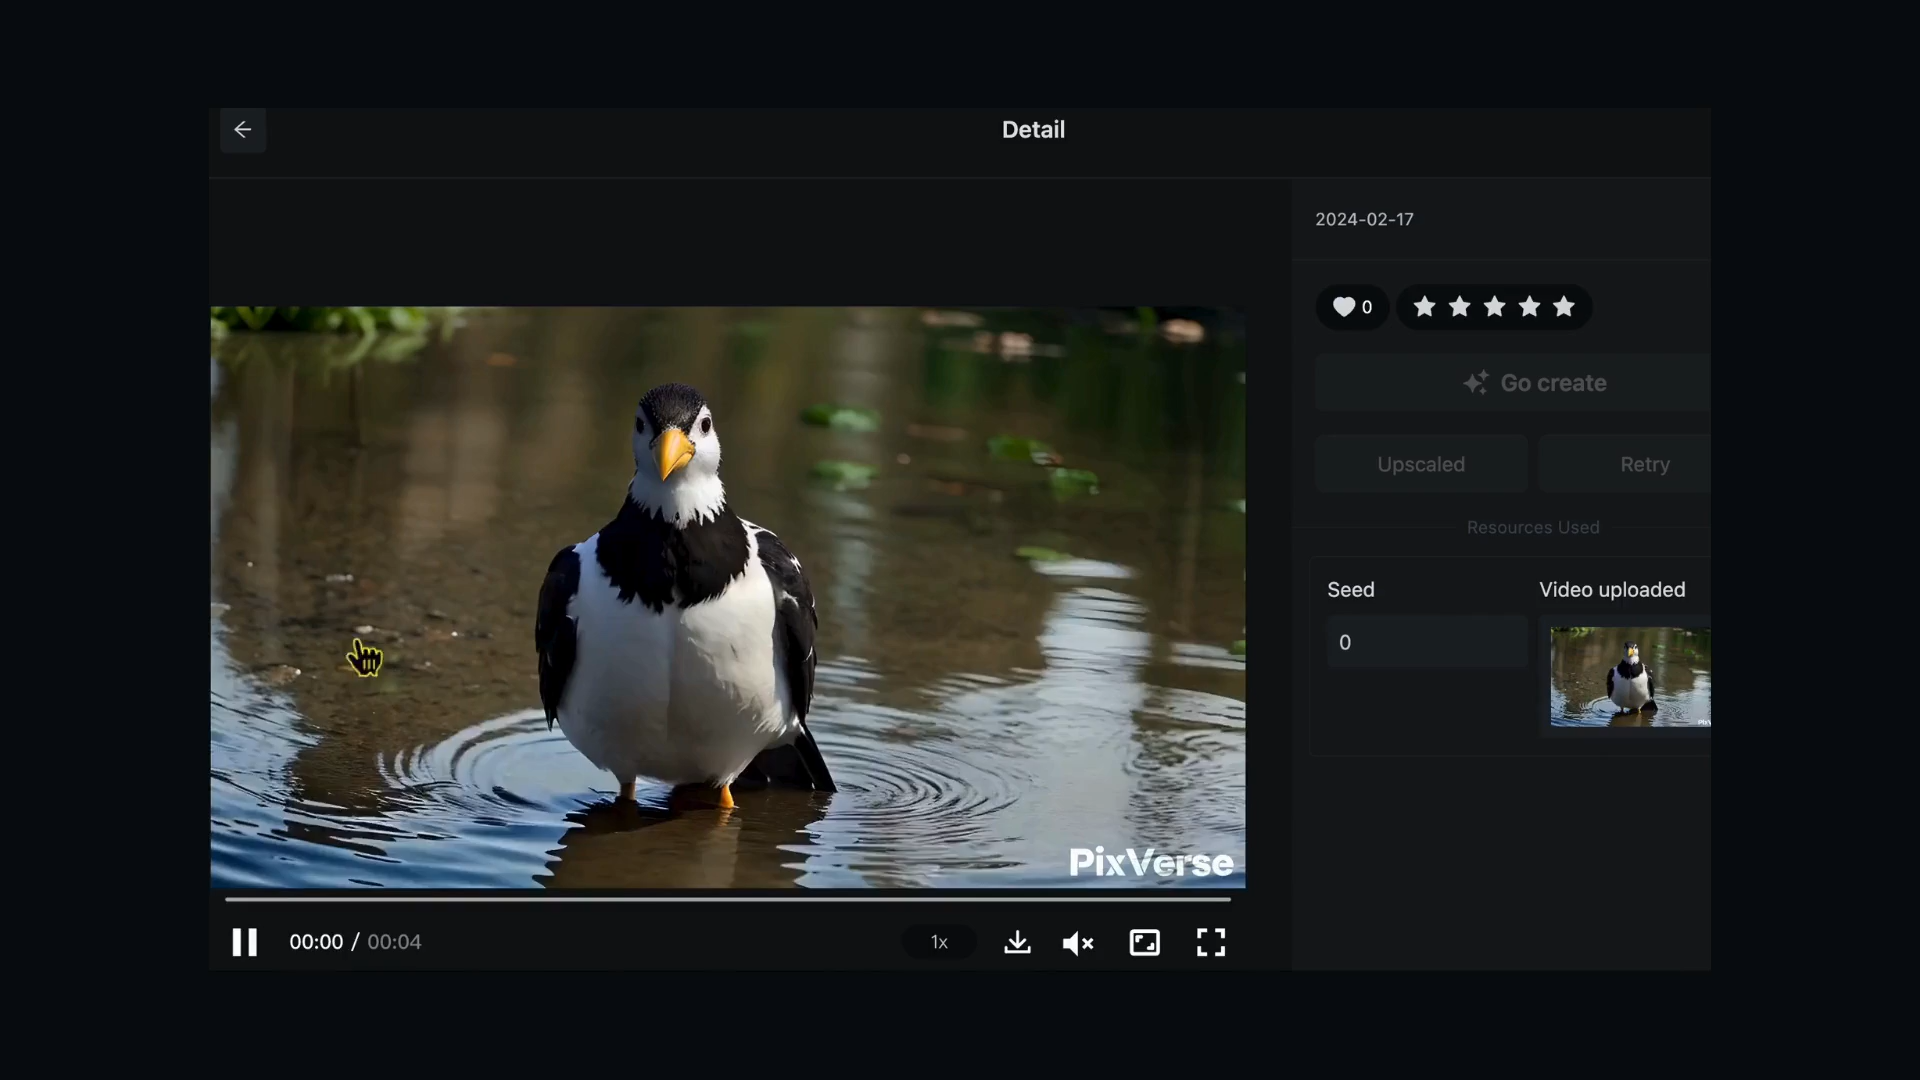 Detail
2024-02-17
0
Go create
Upscaled
Retry
Resources Used
Seed
Video uploaded
0
PixVerse
00:00 / 00:04
1x